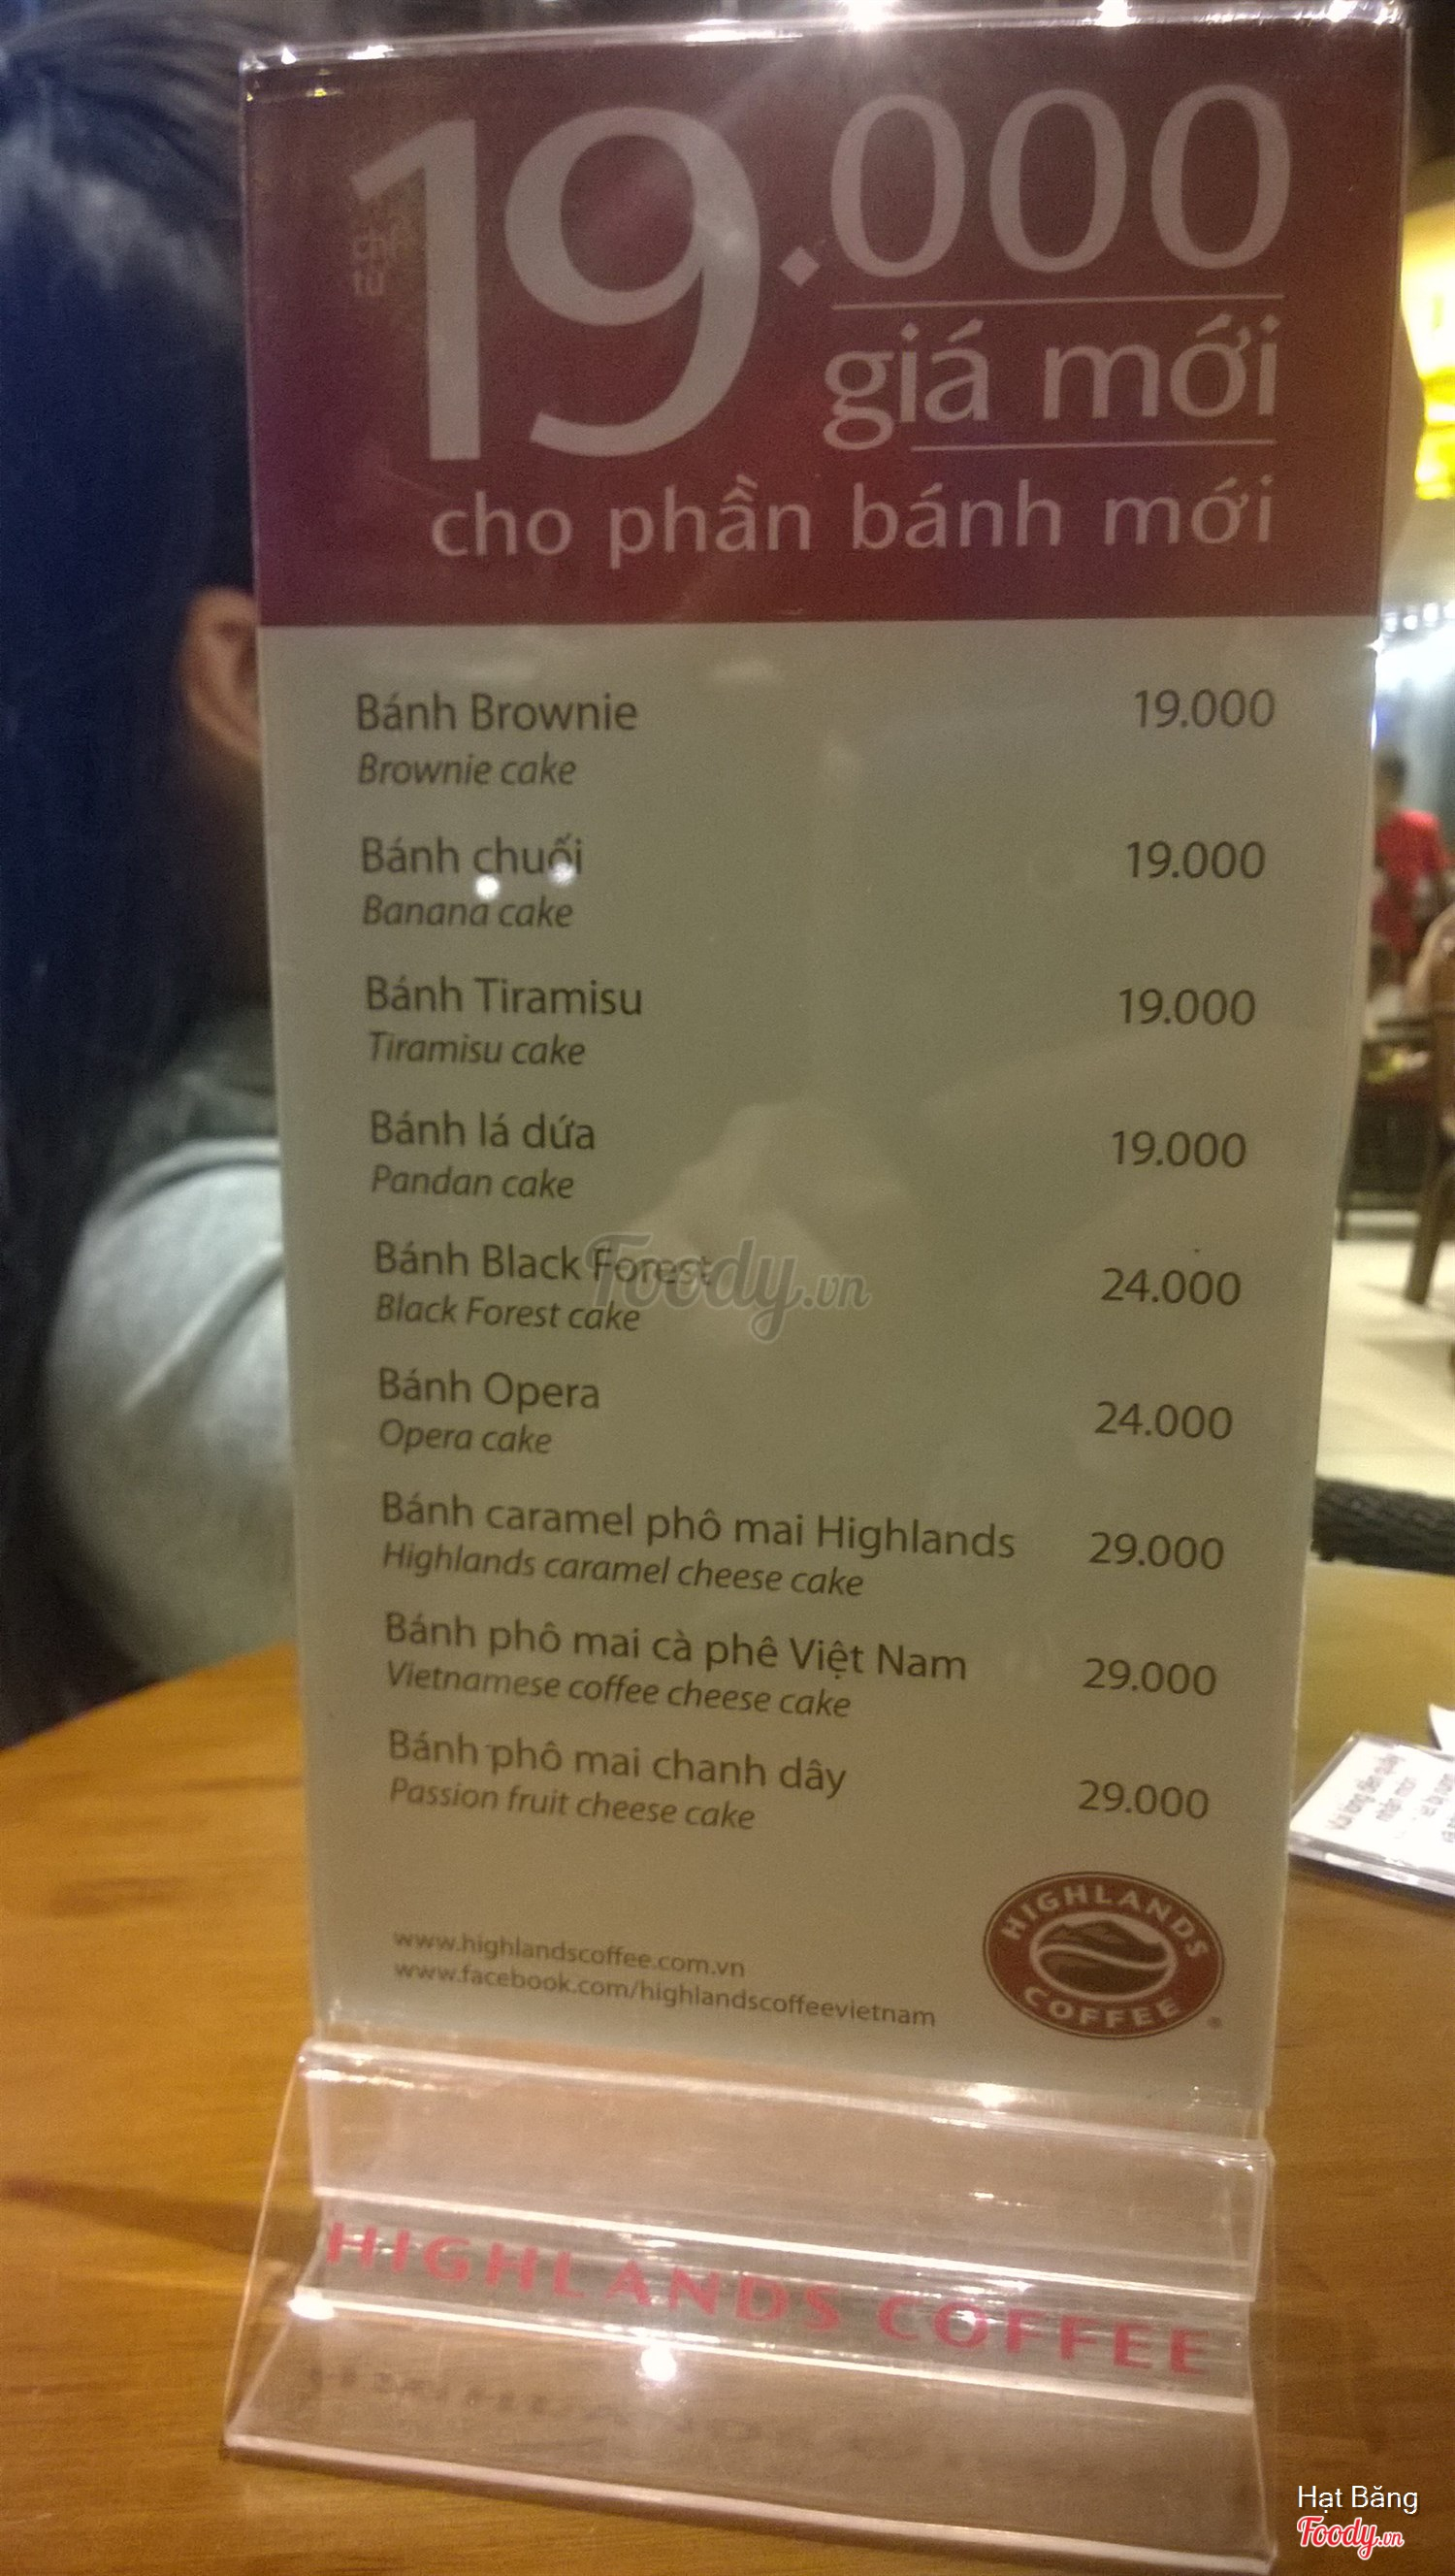 chỉ
từ
19.000
giá mới
cho phần bánh mới
Bánh Brownie 19.000
Brownie cake
Bánh chuối 19.000
Banana cake
Bánh Tiramisu 19.000
Tiramisu cake
Bánh lá dứa 19.000
Pandan cake
Bánh Black Forest 24.000
Black Forest cake
Foody.vn
Bánh Opera 24.000
Opera cake
Bánh caramel phô mai Highlands 29.000
Highlands caramel cheese cake
Bánh phô mai cà phê Việt Nam 29.000
Vietnamese coffee cheese cake
Bánh phô mai chanh dây 29.000
Passion fruit cheese cake
www.highlandscoffee.com.vn
www.facebook.com/highlandscoffeevietnam
HIGHLANDS
COFFEE
®
HIGHLANDS COFFEE
Hạt Băng
Foody.vn